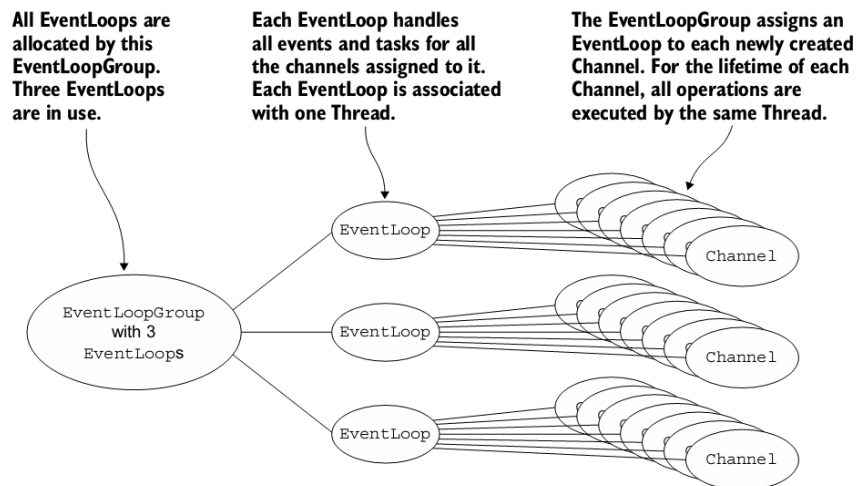 All EventLoops are
allocated by this
EventLoopGroup.
Three EventLoops
are in use.
Each EventLoop handles
all events and tasks for all
the channels assigned to it.
Each EventLoop is associated
with one Thread.
The EventLoopGroup assigns an
EventLoop to each newly created
Channel. For the lifetime of each
Channel, all operations are
executed by the same Thread.
EventLoopGroup
with 3
EventLoops
EventLoop
Channel
EventLoop
Channel
EventLoop
Channel